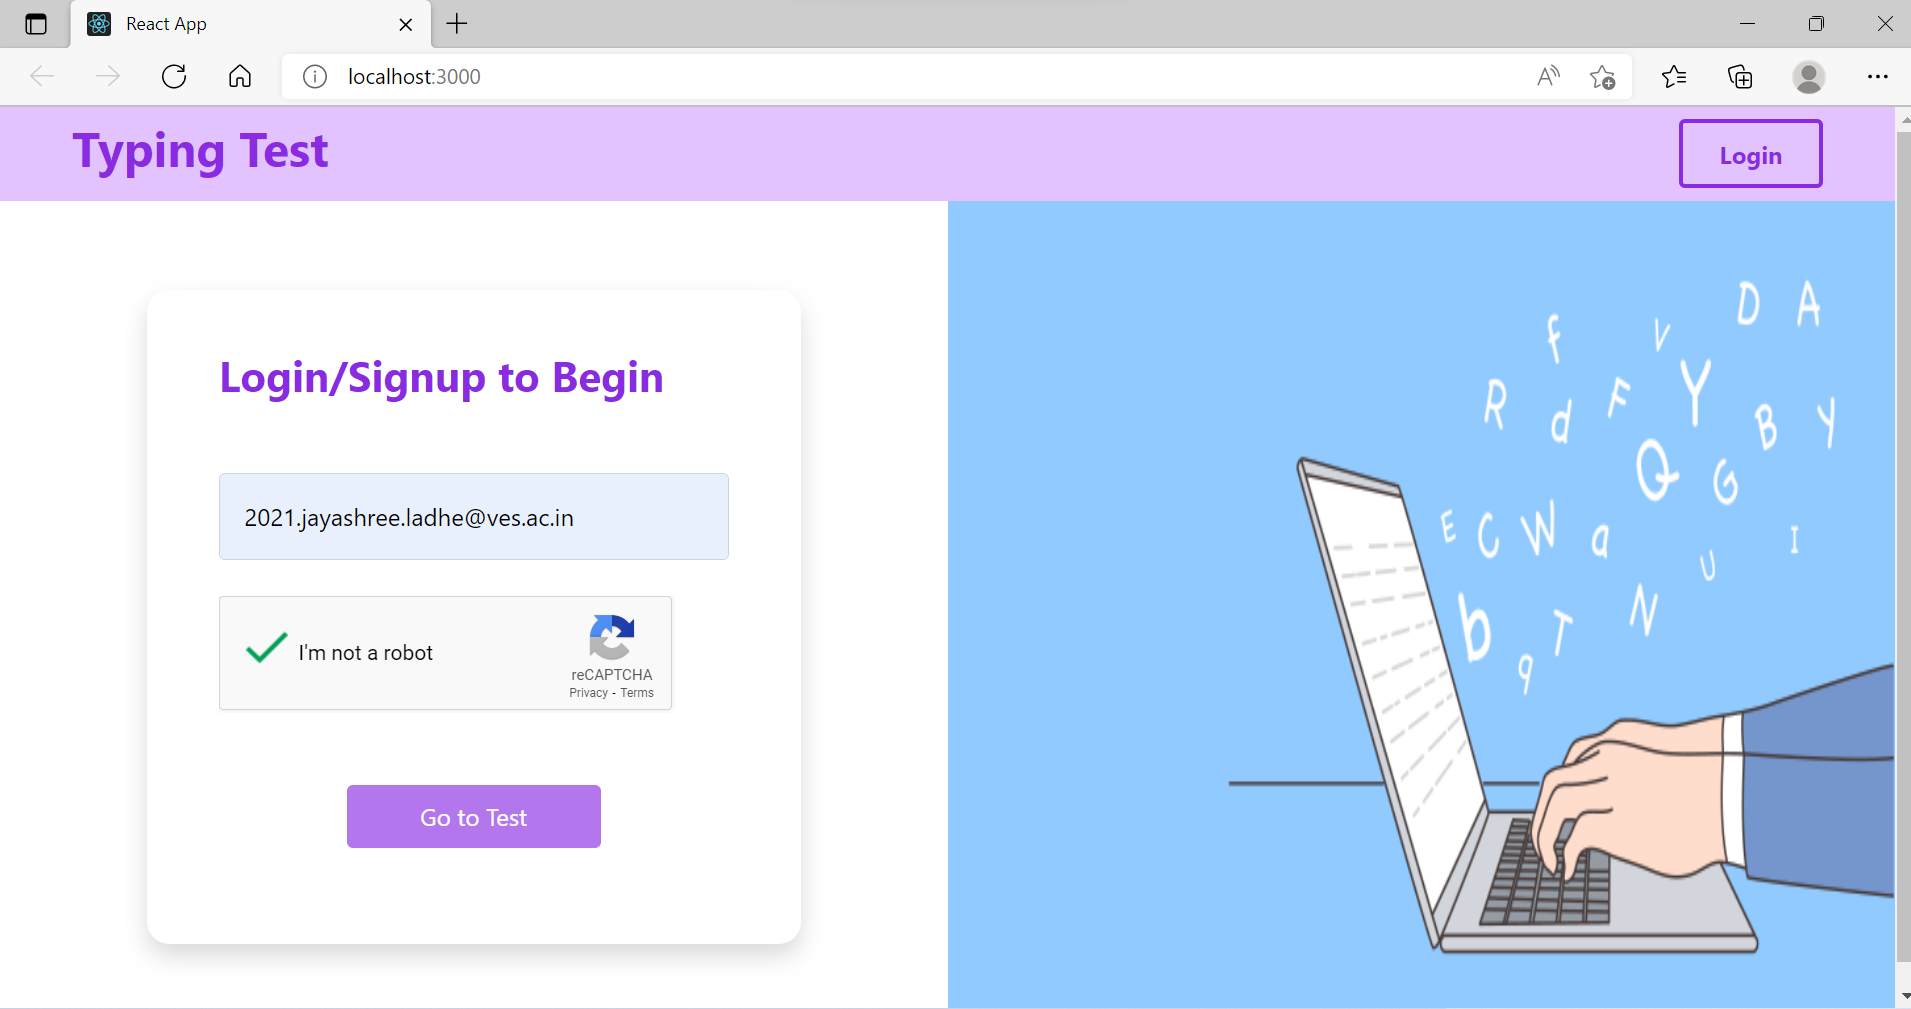 React App
localhost:3000
Typing Test
Login
Login/Signup to Begin
2021.jayashree.ladhe@ves.ac.in
I'm not a robot
reCAPTCHA
Privacy - Terms
Go to Test
D A
f V
R d F Y B y
Q G
E C W a U I
b T N
q